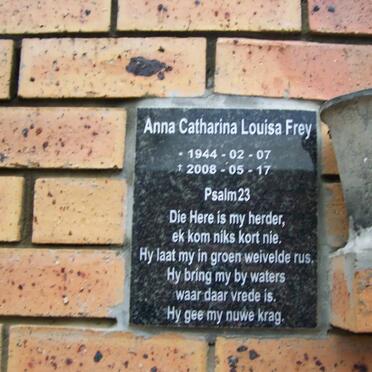 Anna Catharina Louisa Frey
* 1944 - 02 - 07
† 2008 - 05 - 17
Psalm 23
Die Here is my herder,
ek kom niks kort nie.
Hy laat my in groen weivelde rus.
Hy bring my by waters
waar daar vrede is.
Hy gee my nuwe krag.